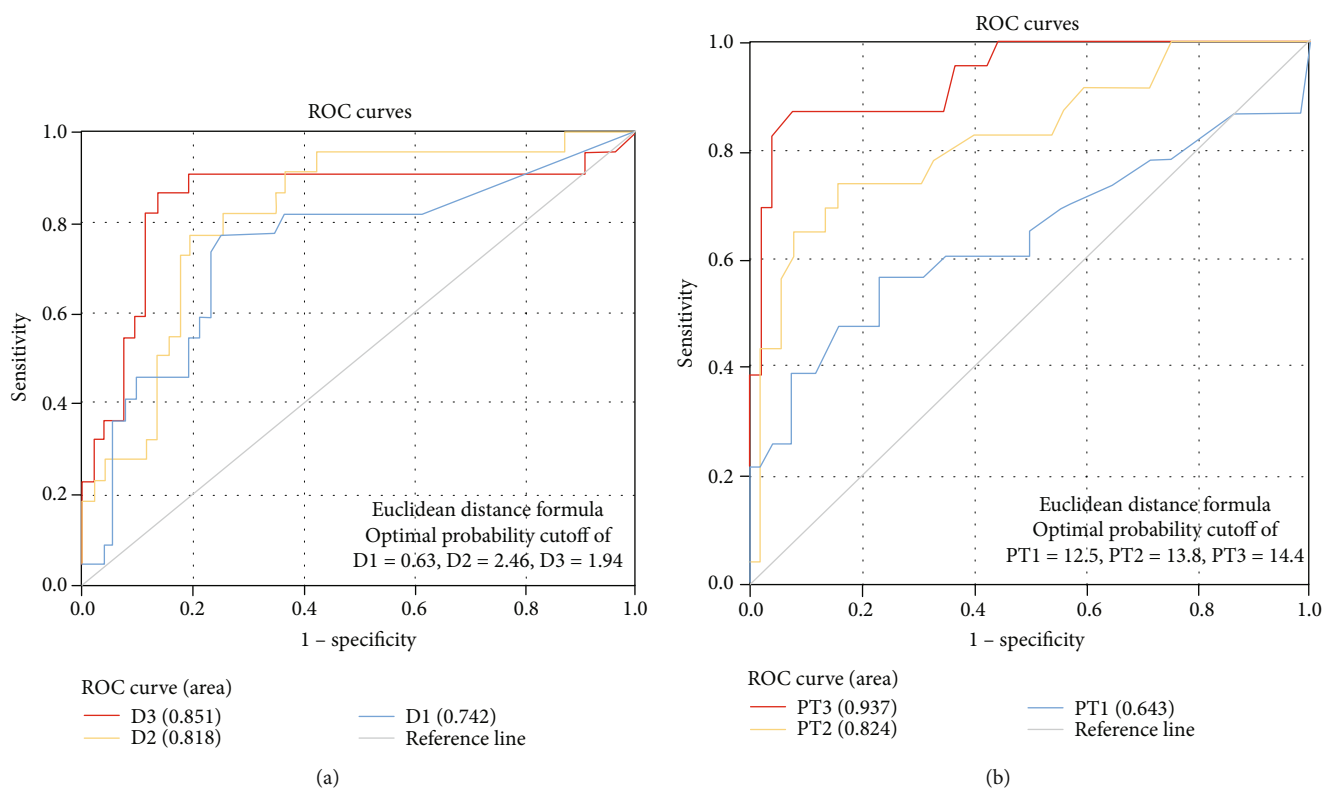 ROC curves
1.0
0.8
0.6
0.4
0.2
0.0
Sensitivity
Euclidean distance formula
Optimal probability cutoff of
D1 = 0.63, D2 = 2.46, D3 = 1.94
0.0 0.2 0.4 0.6 0.8 1.0
1 – specificity
ROC curve (area)
D3 (0.851) D1 (0.742)
D2 (0.818) Reference line
(a)
ROC curves
1.0
0.8
0.6
0.4
0.2
0.0
Sensitivity
Euclidean distance formula
Optimal probability cutoff of
PT1 = 12.5, PT2 = 13.8, PT3 = 14.4
0.0 0.2 0.4 0.6 0.8 1.0
1 – specificity
ROC curve (area)
PT3 (0.937) PT1 (0.643)
PT2 (0.824) Reference line
(b)